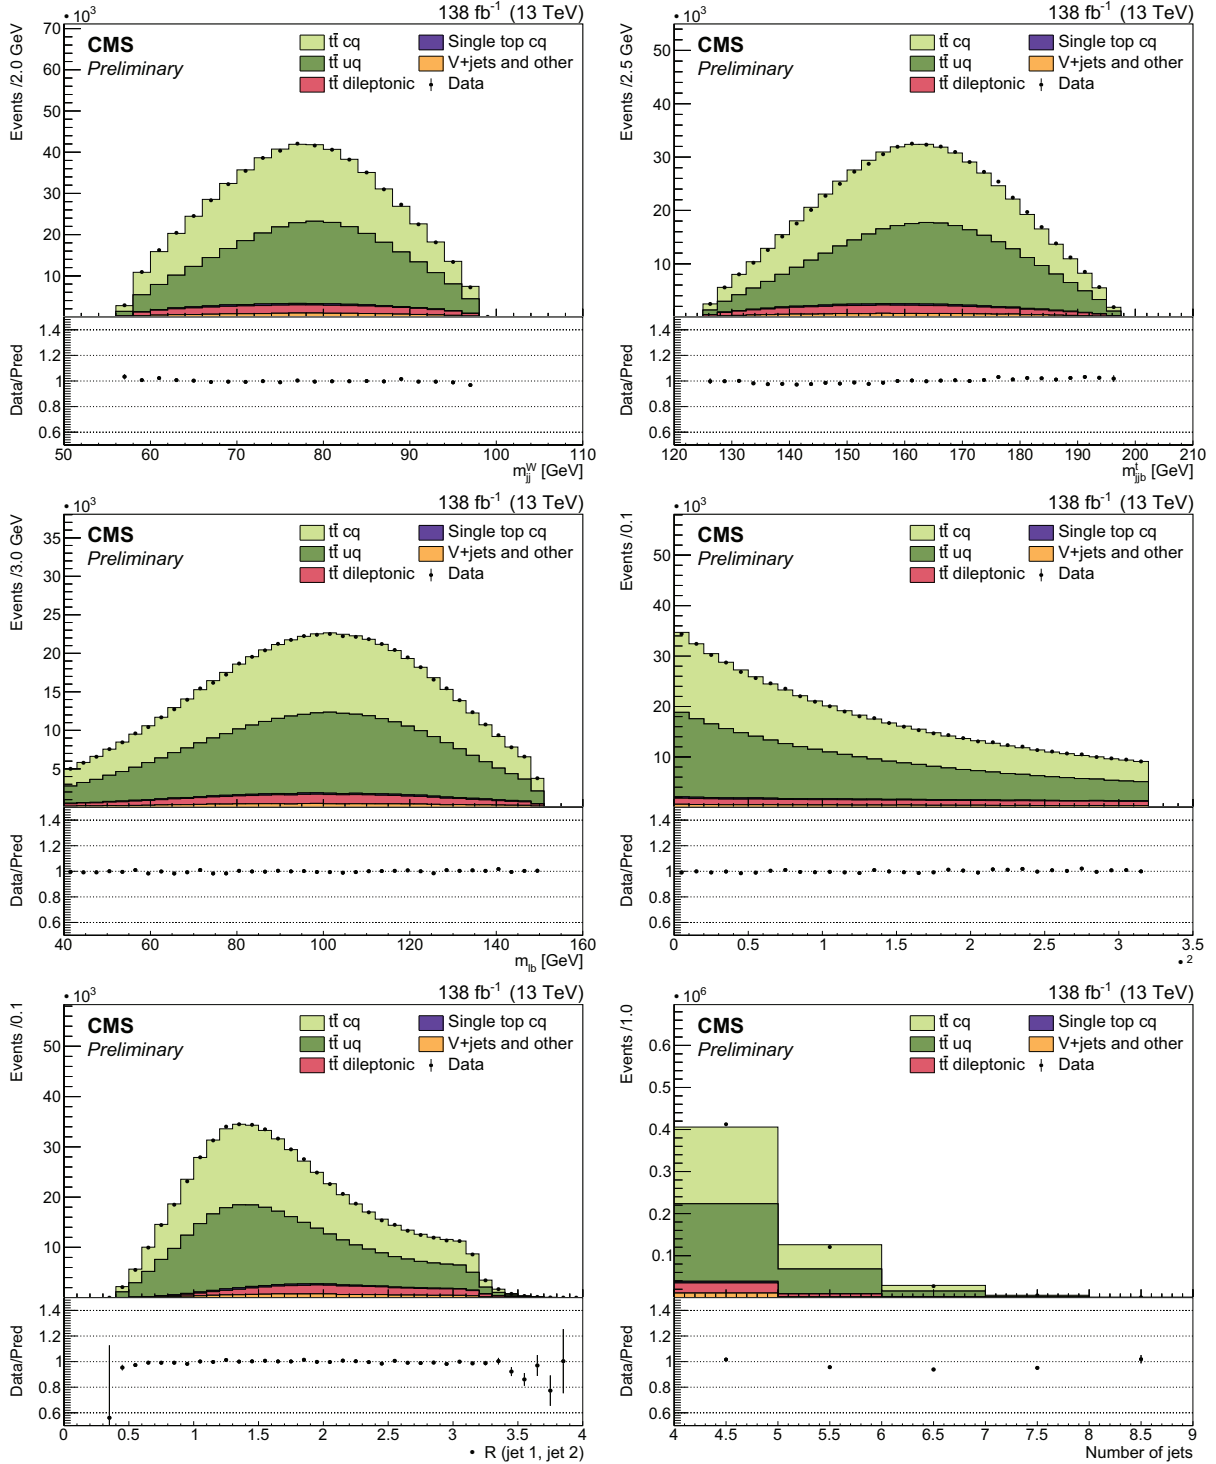 • 10³ 138 fb⁻¹ (13 TeV)
CMS
Preliminary
tt̄ cq Single top cq
tt̄ uq V+jets and other
tt̄ dileptonic Data
Events /2.0 GeV
70
60
50
40
30
20
10
Data/Pred
1.4
1.2
1
0.8
0.6
50 60 70 80 90 100 110
m_jj^W [GeV]
• 10³ 138 fb⁻¹ (13 TeV)
CMS
Preliminary
tt̄ cq Single top cq
tt̄ uq V+jets and other
tt̄ dileptonic Data
Events /2.5 GeV
50
40
30
20
10
Data/Pred
1.4
1.2
1
0.8
0.6
120 130 140 150 160 170 180 190 200 210
m_jjb^t [GeV]
• 10³ 138 fb⁻¹ (13 TeV)
CMS
Preliminary
tt̄ cq Single top cq
tt̄ uq V+jets and other
tt̄ dileptonic Data
Events /3.0 GeV
35
30
25
20
15
10
5
Data/Pred
1.4
1.2
1
0.8
0.6
40 60 80 100 120 140 160
m_lb [GeV]
• 10³ 138 fb⁻¹ (13 TeV)
CMS
Preliminary
tt̄ cq Single top cq
tt̄ uq V+jets and other
tt̄ dileptonic Data
Events /0.1
50
40
30
20
10
Data/Pred
1.4
1.2
1
0.8
0.6
0 0.5 1 1.5 2 2.5 3 3.5
• ²
• 10³ 138 fb⁻¹ (13 TeV)
CMS
Preliminary
tt̄ cq Single top cq
tt̄ uq V+jets and other
tt̄ dileptonic Data
Events /0.1
50
40
30
20
10
Data/Pred
1.4
1.2
1
0.8
0.6
0 0.5 1 1.5 2 2.5 3 3.5 4
• R (jet 1, jet 2)
• 10⁶ 138 fb⁻¹ (13 TeV)
CMS
Preliminary
tt̄ cq Single top cq
tt̄ uq V+jets and other
tt̄ dileptonic Data
Events /1.0
0.6
0.5
0.4
0.3
0.2
0.1
Data/Pred
1.4
1.2
1
0.8
0.6
4 4.5 5 5.5 6 6.5 7 7.5 8 8.5 9
Number of jets